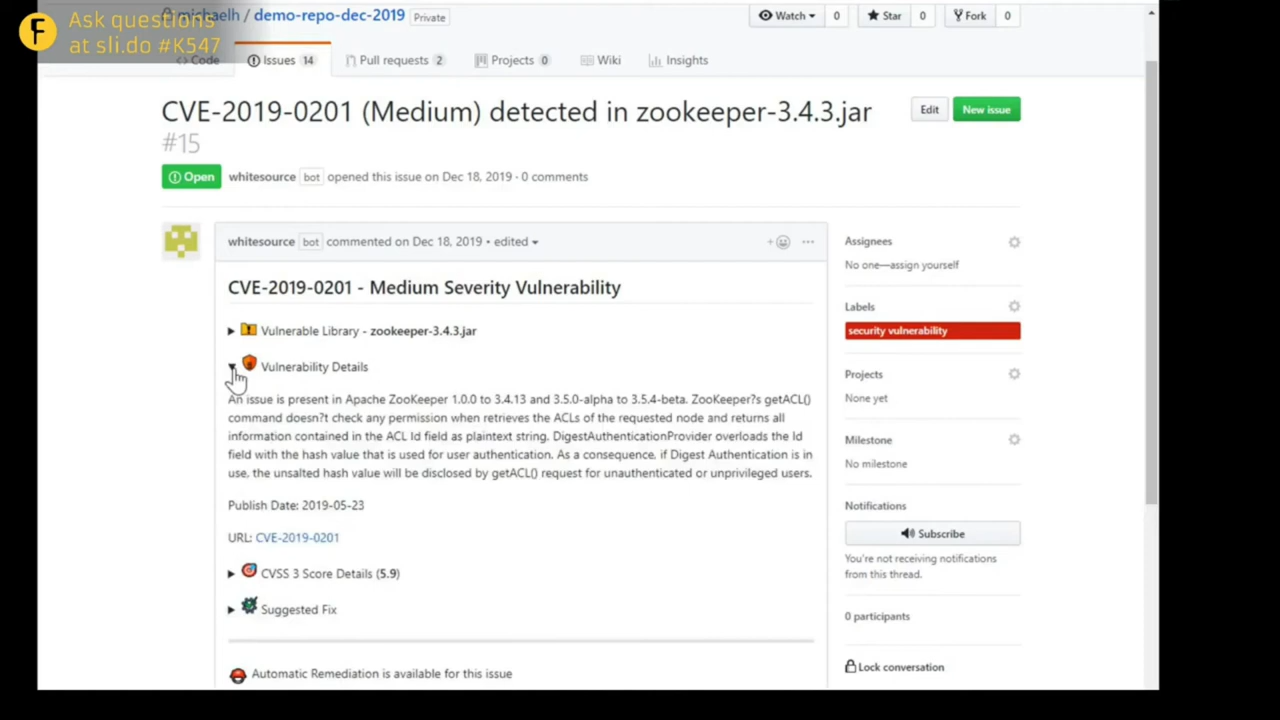 Ask questions
at sli.do #K547
michaelh / demo-repo-dec-2019 Private
Watch 0 Star 0 Fork 0
Code Issues 14 Pull requests 2 Projects 0 Wiki Insights
CVE-2019-0201 (Medium) detected in zookeeper-3.4.3.jar
#15
Edit New issue
Open whitesource bot opened this issue on Dec 18, 2019 · 0 comments
whitesource bot commented on Dec 18, 2019 • edited
CVE-2019-0201 - Medium Severity Vulnerability
Vulnerable Library - zookeeper-3.4.3.jar
Vulnerability Details
An issue is present in Apache ZooKeeper 1.0.0 to 3.4.13 and 3.5.0-alpha to 3.5.4-beta. ZooKeeper?s getACL()
command doesn?t check any permission when retrieves the ACLs of the requested node and returns all
information contained in the ACL Id field as plaintext string. DigestAuthenticationProvider overloads the Id
field with the hash value that is used for user authentication. As a consequence, if Digest Authentication is in
use, the unsalted hash value will be disclosed by getACL() request for unauthenticated or unprivileged users.
Publish Date: 2019-05-23
URL: CVE-2019-0201
CVSS 3 Score Details (5.9)
Suggested Fix
Automatic Remediation is available for this issue
Assignees
No one—assign yourself
Labels
security vulnerability
Projects
None yet
Milestone
No milestone
Notifications
Subscribe
You're not receiving notifications
from this thread.
0 participants
Lock conversation